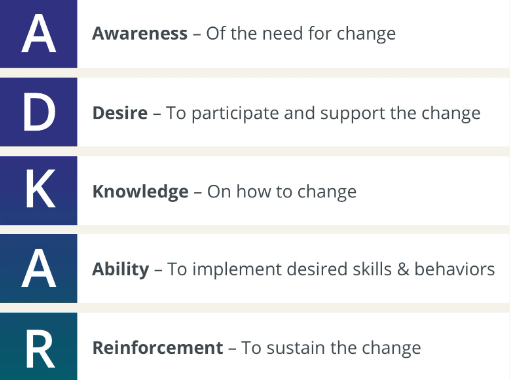 A
Awareness – Of the need for change
D
Desire – To participate and support the change
K
Knowledge – On how to change
A
Ability – To implement desired skills & behaviors
R
Reinforcement – To sustain the change